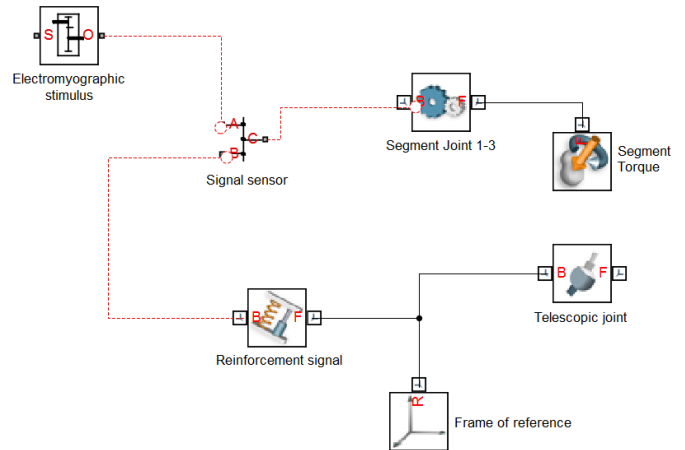 S O
Electromyographic
stimulus
A
C
B
Signal sensor
B F
Segment Joint 1-3
Segment
Torque
B F
Telescopic joint
B F
Reinforcement signal
R
Frame of reference